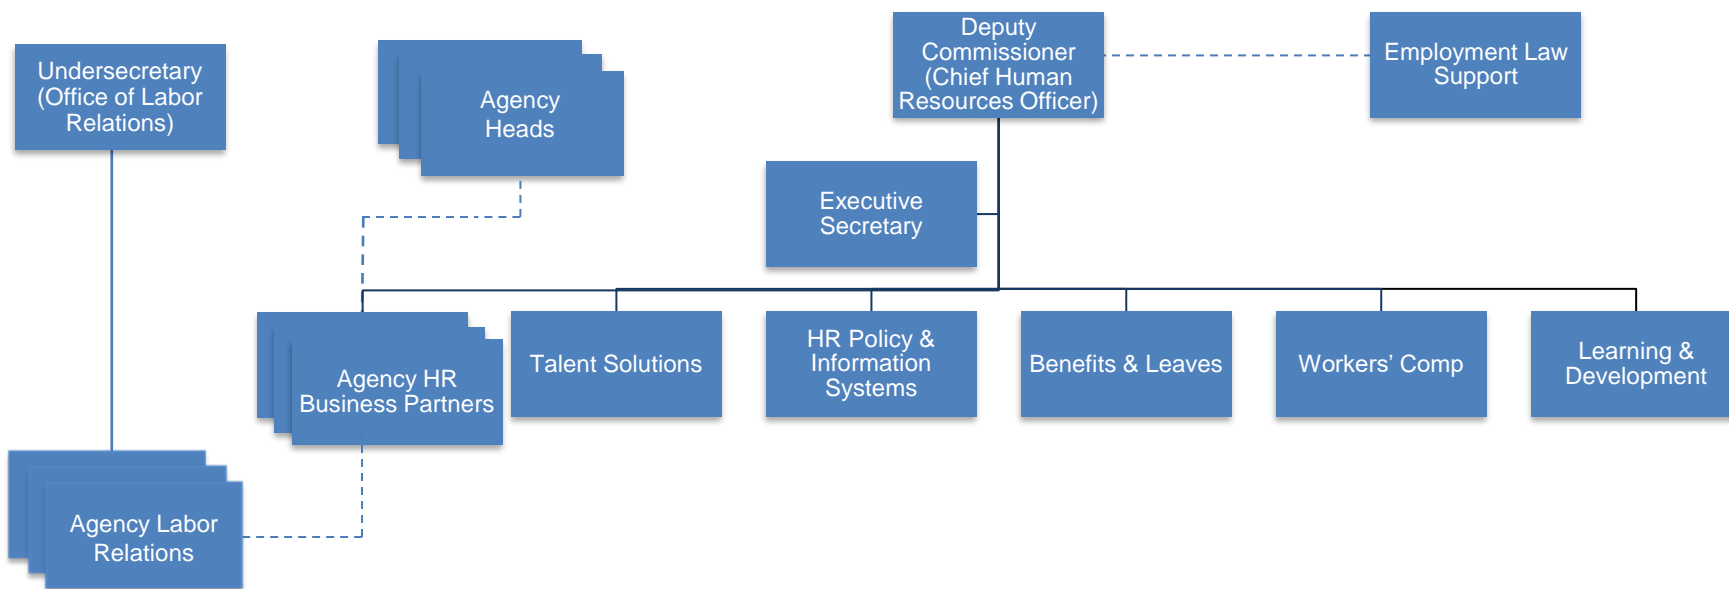 Undersecretary
(Office of Labor
Relations)
Agency
Heads
Deputy
Commissioner
(Chief Human
Resources Officer)
Employment Law
Support
Executive
Secretary
Agency HR
Business Partners
Talent Solutions
HR Policy &
Information
Systems
Benefits & Leaves
Workers’ Comp
Learning &
Development
Agency Labor
Relations